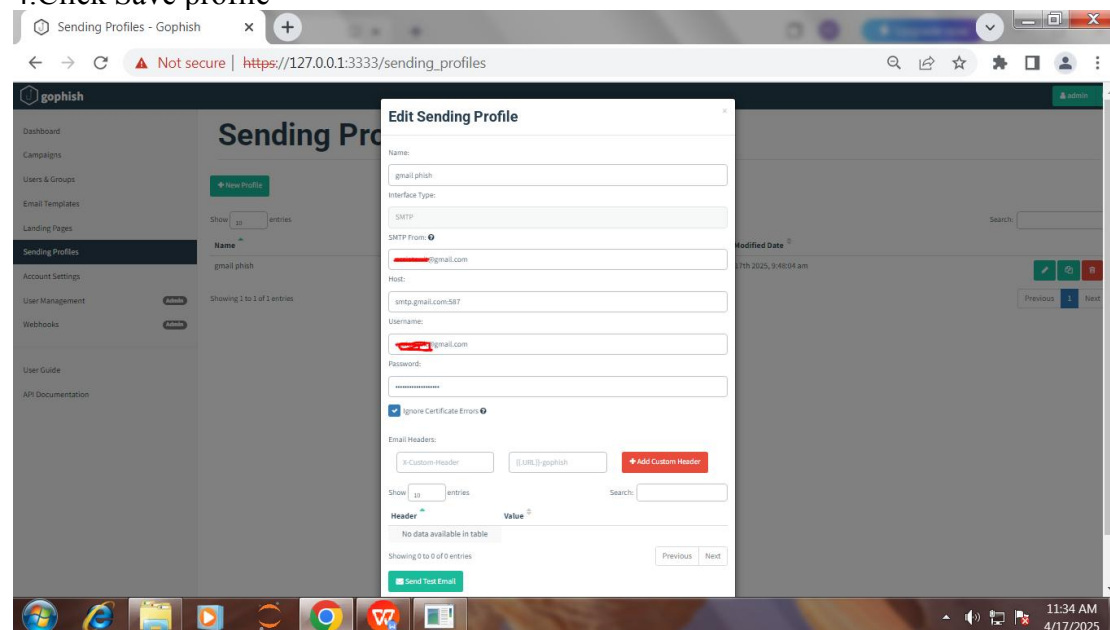 4.Click Save profile
Sending Profiles - Gophish
Not secure | https://127.0.0.1:3333/sending_profiles
gophish
admin
Edit Sending Profile
Dashboard
Campaigns
Users & Groups
Email Templates
Landing Pages
Sending Profiles
Account Settings
User Management Admin
Webhooks Admin
User Guide
API Documentation
Sending Pro
New Profile
Show 10 entries
Search:
Name
Modified Date
gmail phish
17th 2025, 9:48:04 am
Showing 1 to 1 of 1 entries
Previous 1 Next
Name:
gmail phish
Interface Type:
SMTP
SMTP From:
@gmail.com
Host:
smtp.gmail.com:587
Username:
@gmail.com
Password:
Ignore Certificate Errors
Email Headers:
X-Custom-Header {{.URL}}-gophish Add Custom Header
Show 10 entries Search:
Header Value
No data available in table
Showing 0 to 0 of 0 entries
Previous Next
Send Test Email
11:34 AM
4/17/2025